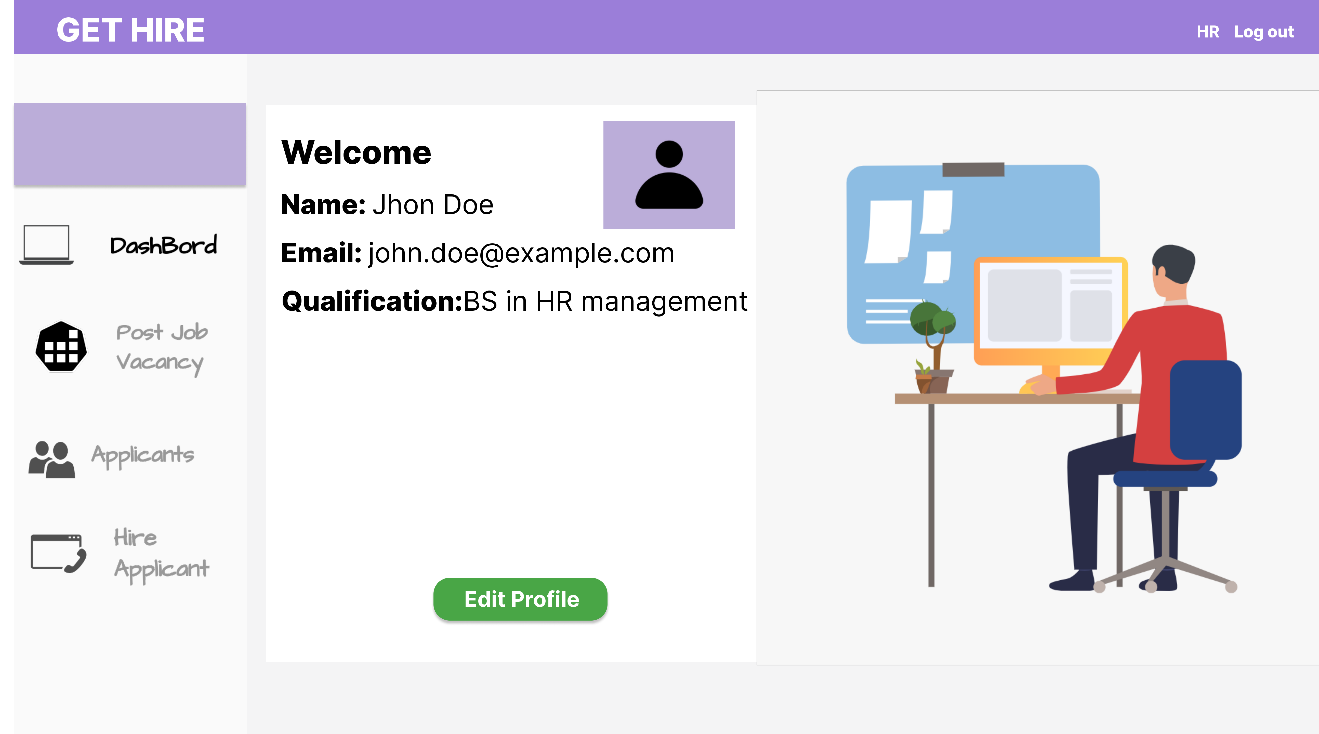 GET HIRE
HR Log out
DashBord
Post Job
Vacancy
Applicants
Hire
Applicant
Welcome
Name: Jhon Doe
Email: john.doe@example.com
Qualification:BS in HR management
Edit Profile